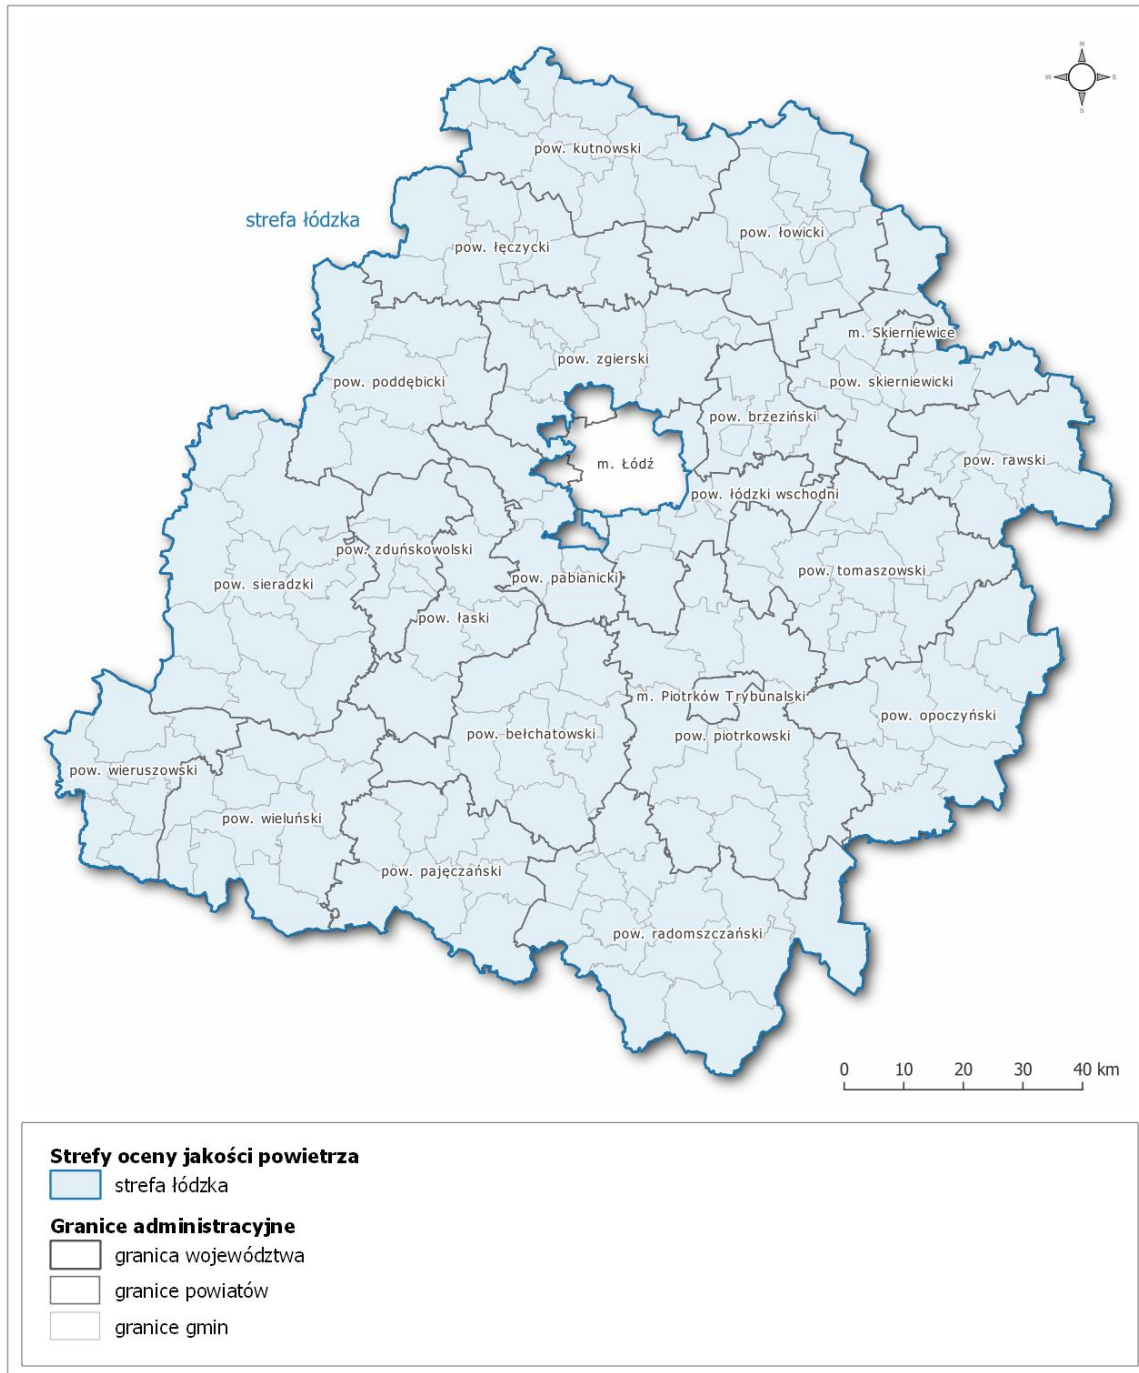 N
W E
S
pow. kutnowski
strefa łódzka
pow. łowicki
pow. łęczycki
m. Skierniewice
pow. zgierski
pow. poddębicki
pow. skierniewicki
pow. brzeziński
m. Łódź
pow. rawski
pow. łódzki wschodni
pow. zduńskowolski
pow. sieradzki
pow. pabianicki
pow. tomaszowski
pow. łaski
m. Piotrków Trybunalski
pow. opoczyński
pow. bełchatowski
pow. piotrkowski
pow. wieruszowski
pow. wieluński
pow. pajęczański
pow. radomszczański
0 10 20 30 40 km
Strefy oceny jakości powietrza
strefa łódzka
Granice administracyjne
granica województwa
granice powiatów
granice gmin